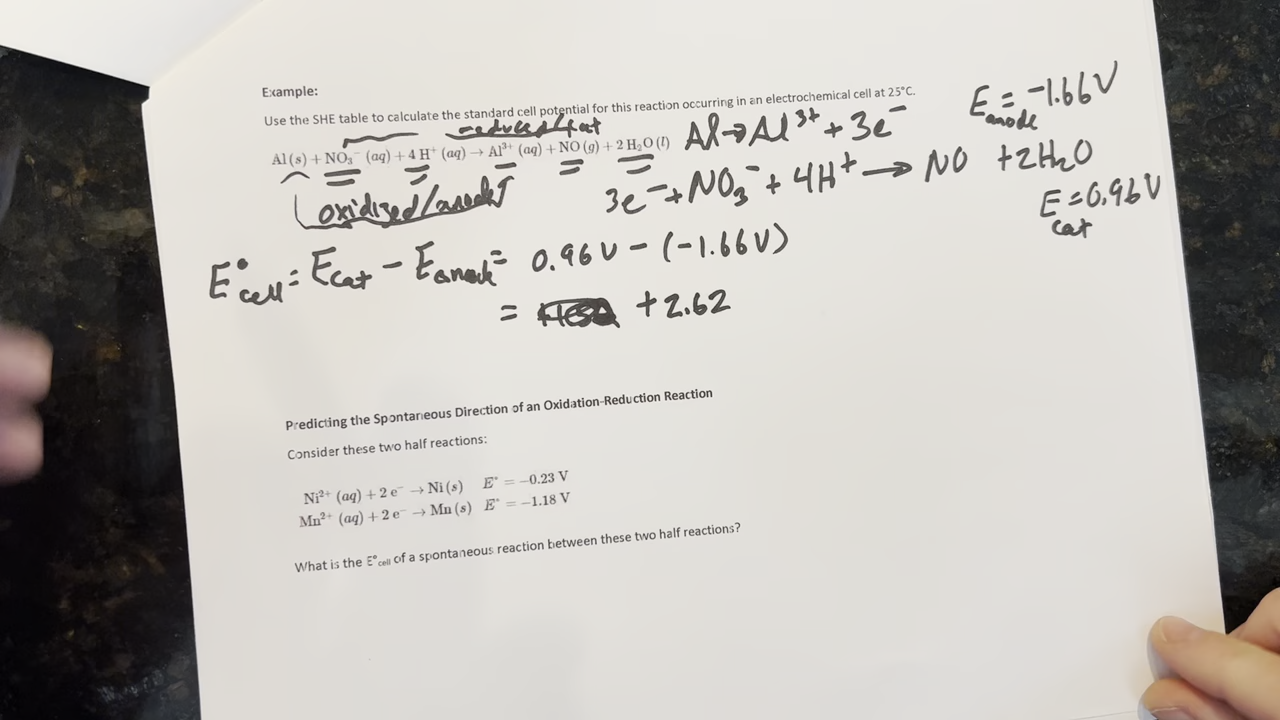 Example:
Use the SHE table to calculate the standard cell potential for this reaction occurring in an electrochemical cell at 25°C.
E anode = -1.66V
reduced/cat
Al(s) + NO₃⁻ (aq) + 4 H⁺ (aq) → Al³⁺ (aq) + NO (g) + 2 H₂O (l)
Al → Al³⁺ + 3e⁻
oxidized/anode
3e⁻ + NO₃⁻ + 4H⁺ → NO + 2H₂O
E cat = 0.96V
E°cell = Ecat - Eanode = 0.96V - (-1.66V)
= +2.62
Predicting the Spontaneous Direction of an Oxidation-Reduction Reaction
Consider these two half reactions:
Ni²⁺ (aq) + 2 e⁻ → Ni (s) E° = −0.23 V
Mn²⁺ (aq) + 2 e⁻ → Mn (s) E° = −1.18 V
What is the E°cell of a spontaneous reaction between these two half reactions?